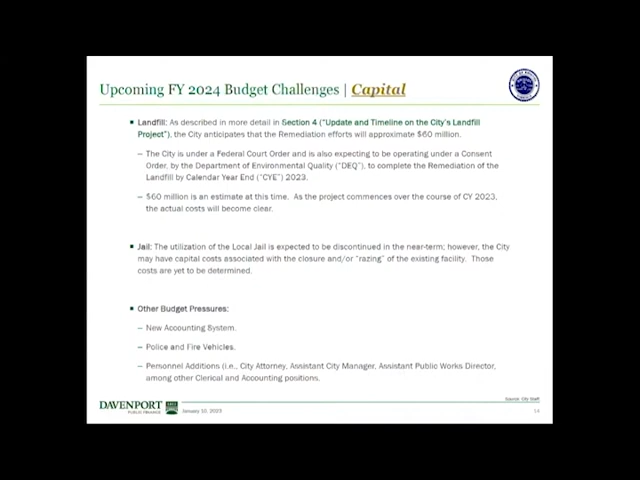 Upcoming FY 2024 Budget Challenges | Capital
▪ Landfill: As described in more detail in Section 4 ("Update and Timeline on the City's Landfill
Project"), the City anticipates that the Remediation efforts will approximate $60 million.
– The City is under a Federal Court Order and is also expecting to be operating under a Consent
Order, by the Department of Environmental Quality ("DEQ"), to complete the Remediation of the
Landfill by Calendar Year End ("CYE") 2023.
– $60 million is an estimate at this time. As the project commences over the course of CY 2023,
the actual costs will become clear.
▪ Jail: The utilization of the Local Jail is expected to be discontinued in the near-term; however, the City
may have capital costs associated with the closure and/or "razing" of the existing facility. Those
costs are yet to be determined.
▪ Other Budget Pressures:
– New Accounting System.
– Police and Fire Vehicles.
– Personnel Additions (i.e., City Attorney, Assistant City Manager, Assistant Public Works Director,
among other Clerical and Accounting positions.
Source: City Staff
DAVENPORT
PUBLIC FINANCE
January 10, 2023
14